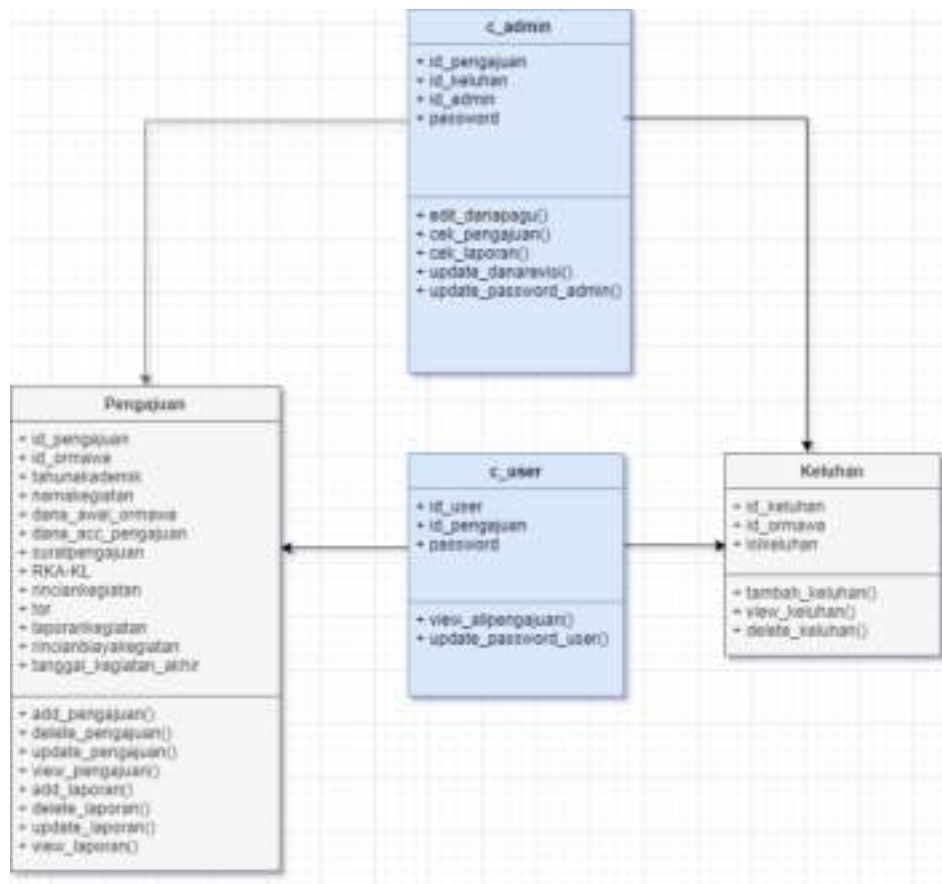 c_admin
+ id_pengajuan
+ id_keluhan
+ id_admin
+ password
+ edit_danapagu()
+ cek_pengajuan()
+ cek_laporan()
+ update_danarevisi()
+ update_password_admin()
Pengajuan
+ id_pengajuan
+ id_ormawa
+ tahunakademik
+ namakegiatan
+ dana_awal_ormawa
+ dana_acc_pengajuan
+ suratpengajuan
+ RKA-KL
+ rinciankegiatan
+ tor
+ laporankegiatan
+ rincianbiayakegiatan
+ tanggal_kegiatan_akhir
+ add_pengajuan()
+ delete_pengajuan()
+ update_pengajuan()
+ view_pengajuan()
+ add_laporan()
+ delete_laporan()
+ update_laporan()
+ view_laporan()
c_user
+ id_user
+ id_pengajuan
+ password
+ view_allpengajuan()
+ update_password_user()
Keluhan
+ id_keluhan
+ id_ormawa
+ isikeluhan
+ tambah_keluhan()
+ view_keluhan()
+ delete_keluhan()